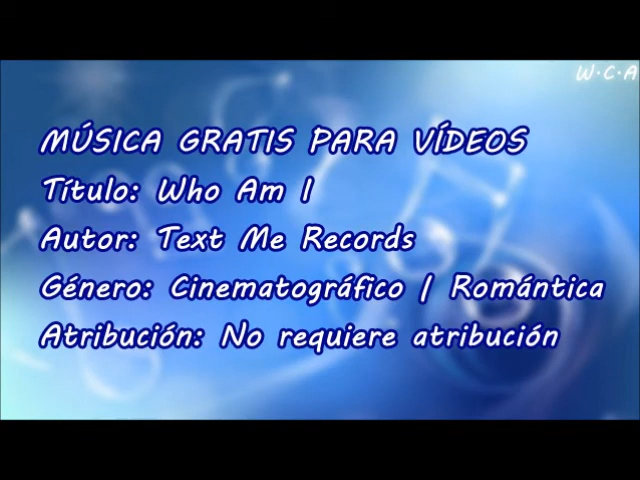 W.C.A
MÚSICA GRATIS PARA VÍDEOS
Título: Who Am I
Autor: Text Me Records
Género: Cinematográfico / Romántica
Atribución: No requiere atribución